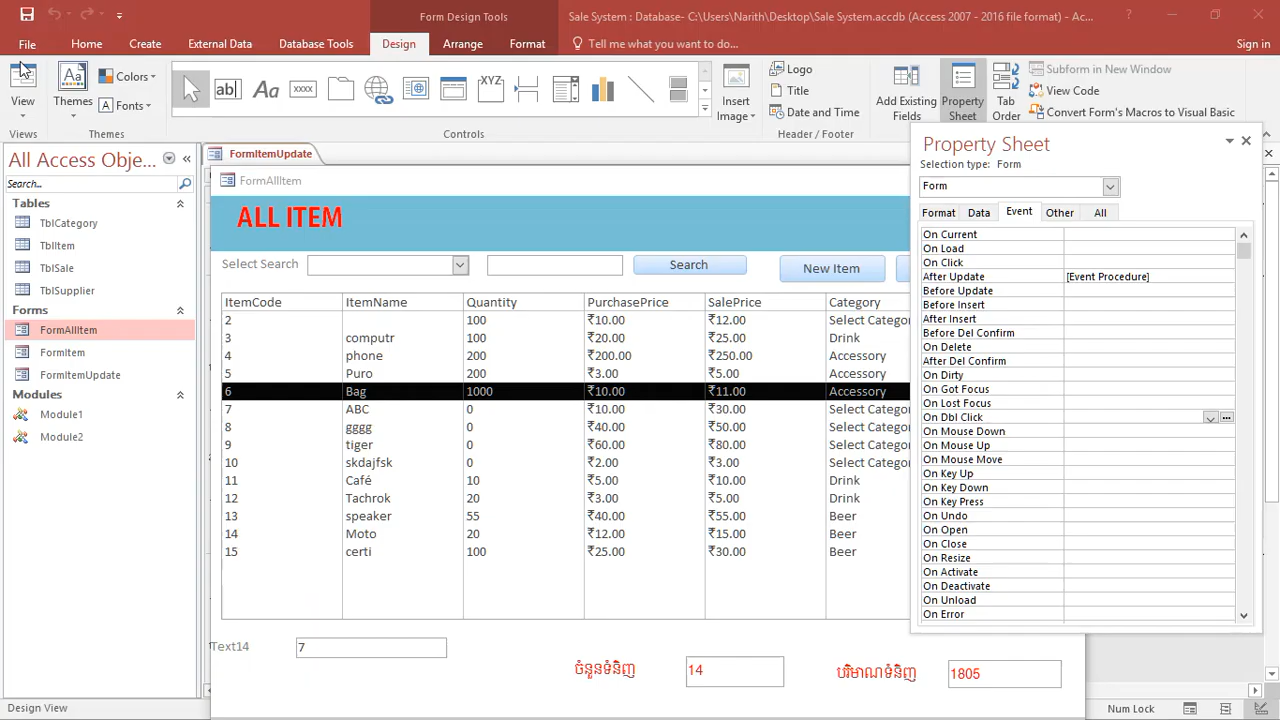 Form Design Tools
Sale System : Database- C:\Users\Narith\Desktop\Sale System.accdb (Access 2007 - 2016 file format) - Ac...
File Home Create External Data Database Tools Design Arrange Format Tell me what you want to do... Sign in
View
Views
Themes
Colors
Fonts
Themes
ab|
Aa
xxxx
XYZ
Controls
Insert Image
Logo
Title
Date and Time
Header / Footer
Add Existing Fields
Property Sheet
Tab Order
Subform in New Window
View Code
Convert Form's Macros to Visual Basic
All Access Obje...
Search...
Tables
TblCategory
TblItem
TblSale
TblSupplier
Forms
FormAllItem
FormItem
FormItemUpdate
Modules
Module1
Module2
FormItemUpdate
FormAllItem
ALL ITEM
Select Search Search New Item
ItemCode ItemName Quantity PurchasePrice SalePrice Category
2 100 ₹10.00 ₹12.00 Select Catego
3 computr 100 ₹20.00 ₹25.00 Drink
4 phone 200 ₹200.00 ₹250.00 Accessory
5 Puro 200 ₹3.00 ₹5.00 Accessory
6 Bag 1000 ₹10.00 ₹11.00 Accessory
7 ABC 0 ₹10.00 ₹30.00 Select Catego
8 gggg 0 ₹40.00 ₹50.00 Select Catego
9 tiger 0 ₹60.00 ₹80.00 Select Catego
10 skdajfsk 0 ₹2.00 ₹3.00 Select Catego
11 Café 10 ₹5.00 ₹10.00 Drink
12 Tachrok 20 ₹3.00 ₹5.00 Drink
13 speaker 55 ₹40.00 ₹55.00 Beer
14 Moto 20 ₹12.00 ₹15.00 Beer
15 certi 100 ₹25.00 ₹30.00 Beer
Text14 7
ចំនួនទំនិញ 14 បរិមាណទំនិញ 1805
Property Sheet
Selection type: Form
Form
Format Data Event Other All
On Current
On Load
On Click
After Update [Event Procedure]
Before Update
Before Insert
After Insert
Before Del Confirm
On Delete
After Del Confirm
On Dirty
On Got Focus
On Lost Focus
On Dbl Click
On Mouse Down
On Mouse Up
On Mouse Move
On Key Up
On Key Down
On Key Press
On Undo
On Open
On Close
On Resize
On Activate
On Deactivate
On Unload
On Error
Design View Num Lock